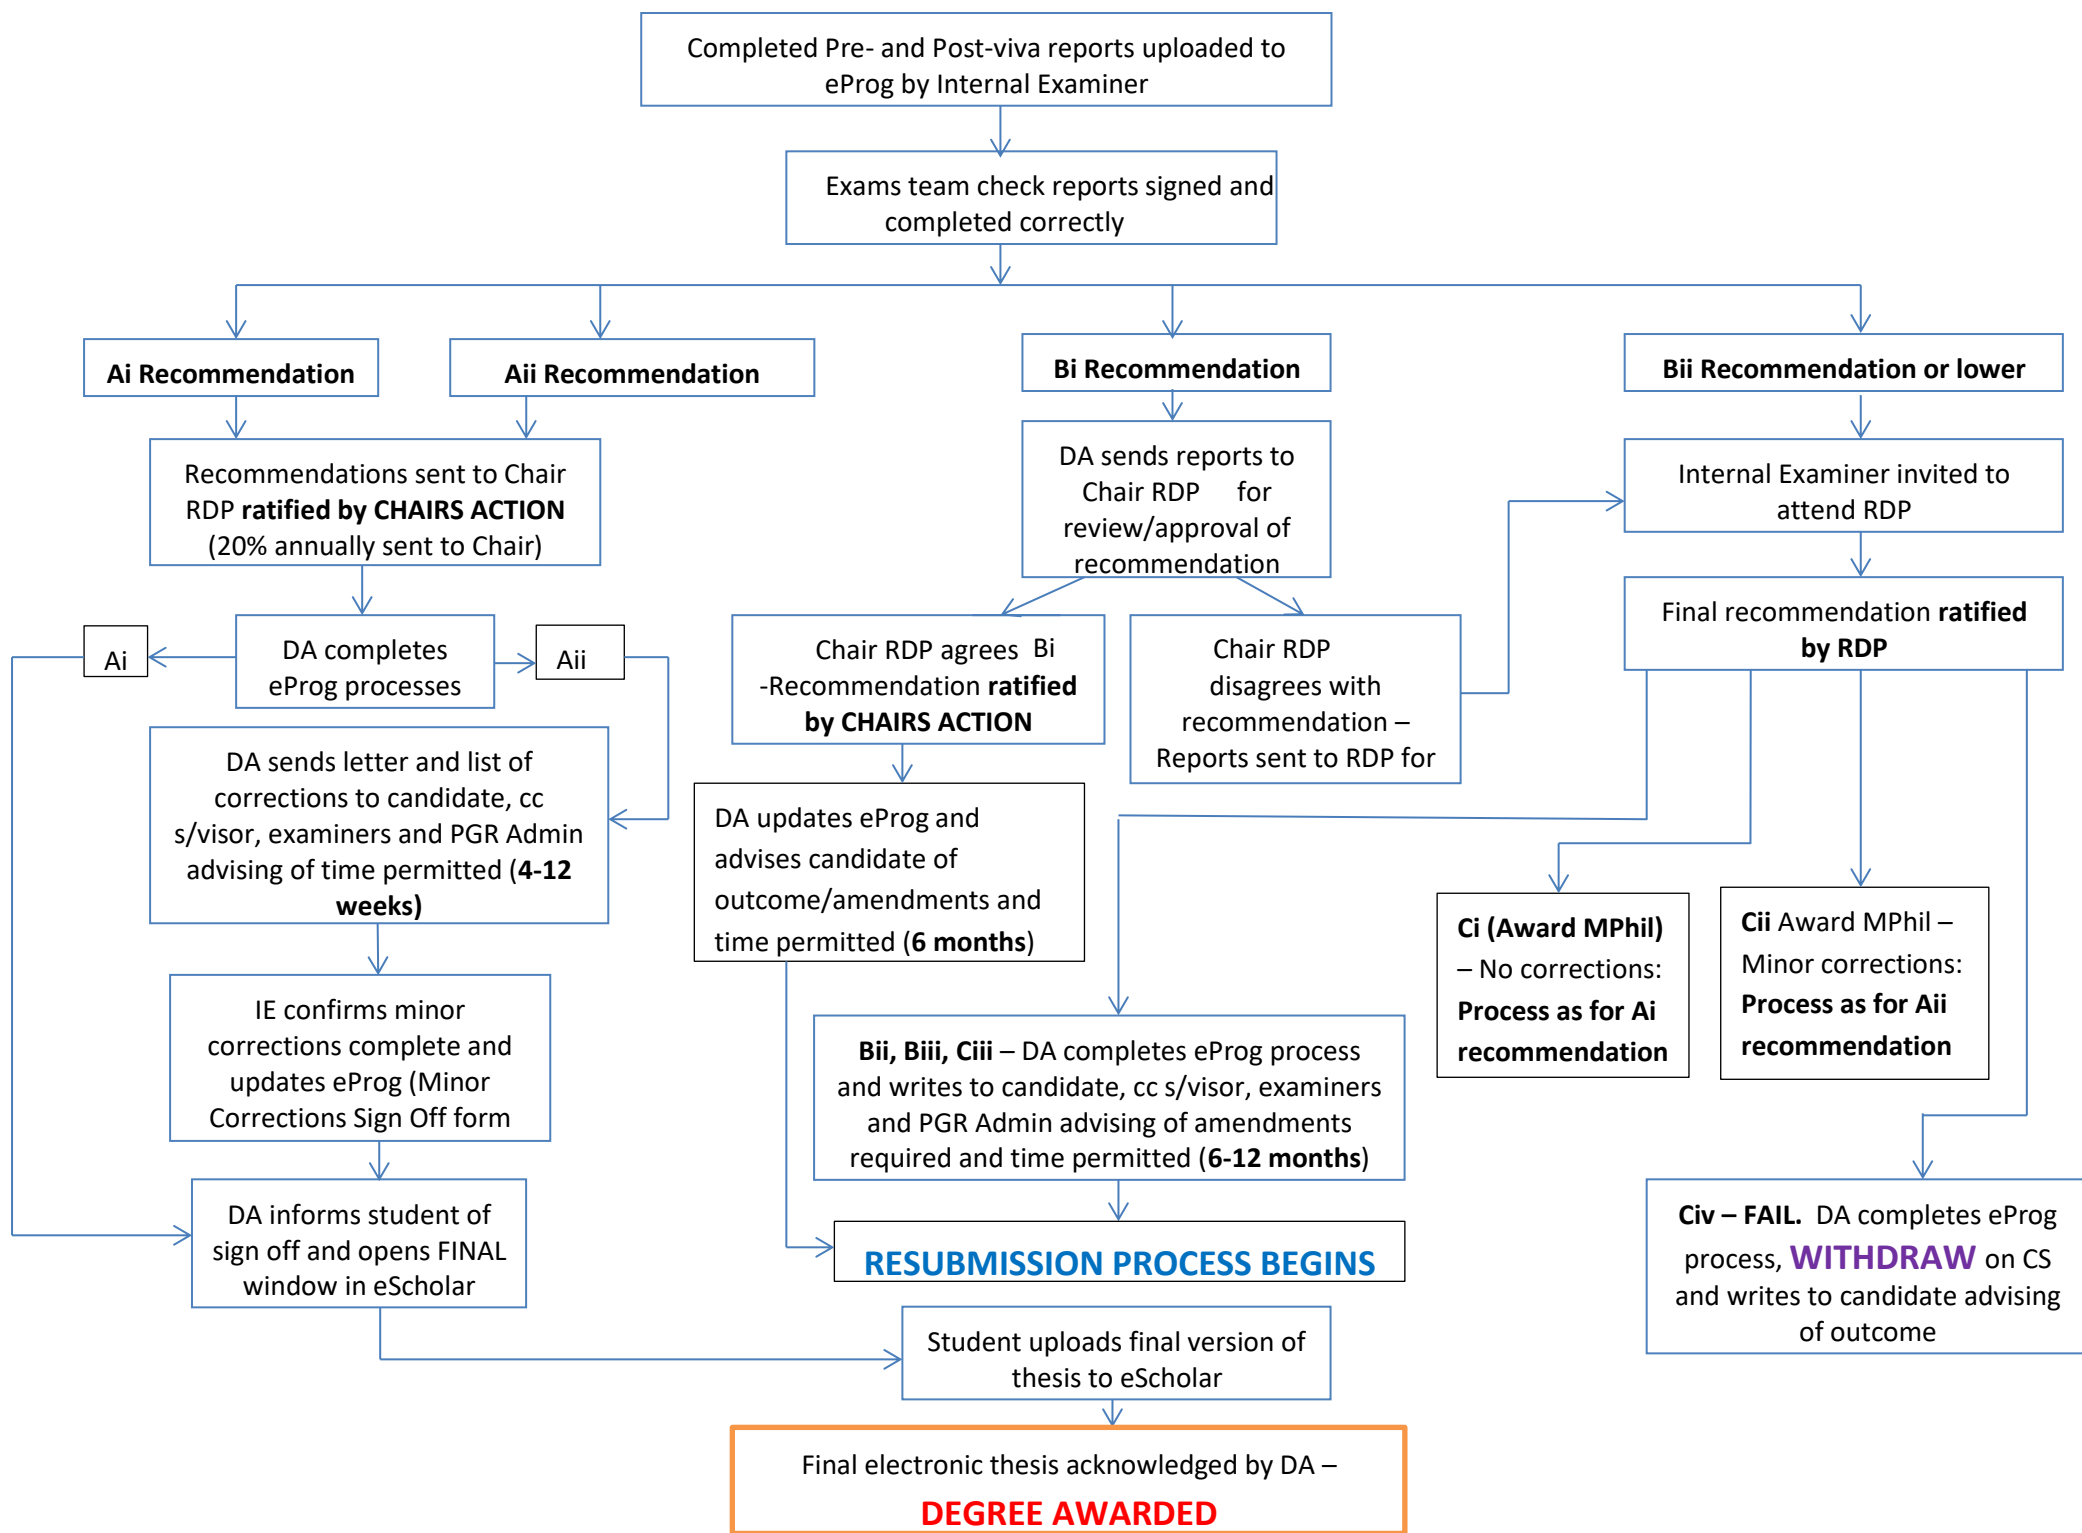 Completed Pre- and Post-viva reports uploaded to
eProg by Internal Examiner
Exams team check reports signed and
completed correctly
Ai Recommendation
Aii Recommendation
Bi Recommendation
Bii Recommendation or lower
Recommendations sent to Chair
RDP ratified by CHAIRS ACTION
(20% annually sent to Chair)
DA sends reports to
Chair RDP for
review/approval of
recommendation
Internal Examiner invited to
attend RDP
Ai
DA completes
eProg processes
Aii
Chair RDP agrees Bi
-Recommendation ratified
by CHAIRS ACTION
Chair RDP
disagrees with
recommendation –
Reports sent to RDP for
Final recommendation ratified
by RDP
DA sends letter and list of
corrections to candidate, cc
s/visor, examiners and PGR Admin
advising of time permitted (4-12
weeks)
DA updates eProg and
advises candidate of
outcome/amendments and
time permitted (6 months)
Ci (Award MPhil)
– No corrections:
Process as for Ai
recommendation
Cii Award MPhil –
Minor corrections:
Process as for Aii
recommendation
IE confirms minor
corrections complete and
updates eProg (Minor
Corrections Sign Off form
Bii, Biii, Ciii – DA completes eProg process
and writes to candidate, cc s/visor, examiners
and PGR Admin advising of amendments
required and time permitted (6-12 months)
DA informs student of
sign off and opens FINAL
window in eScholar
RESUBMISSION PROCESS BEGINS
Civ – FAIL. DA completes eProg
process, WITHDRAW on CS
and writes to candidate advising
of outcome
Student uploads final version of
thesis to eScholar
Final electronic thesis acknowledged by DA –
DEGREE AWARDED